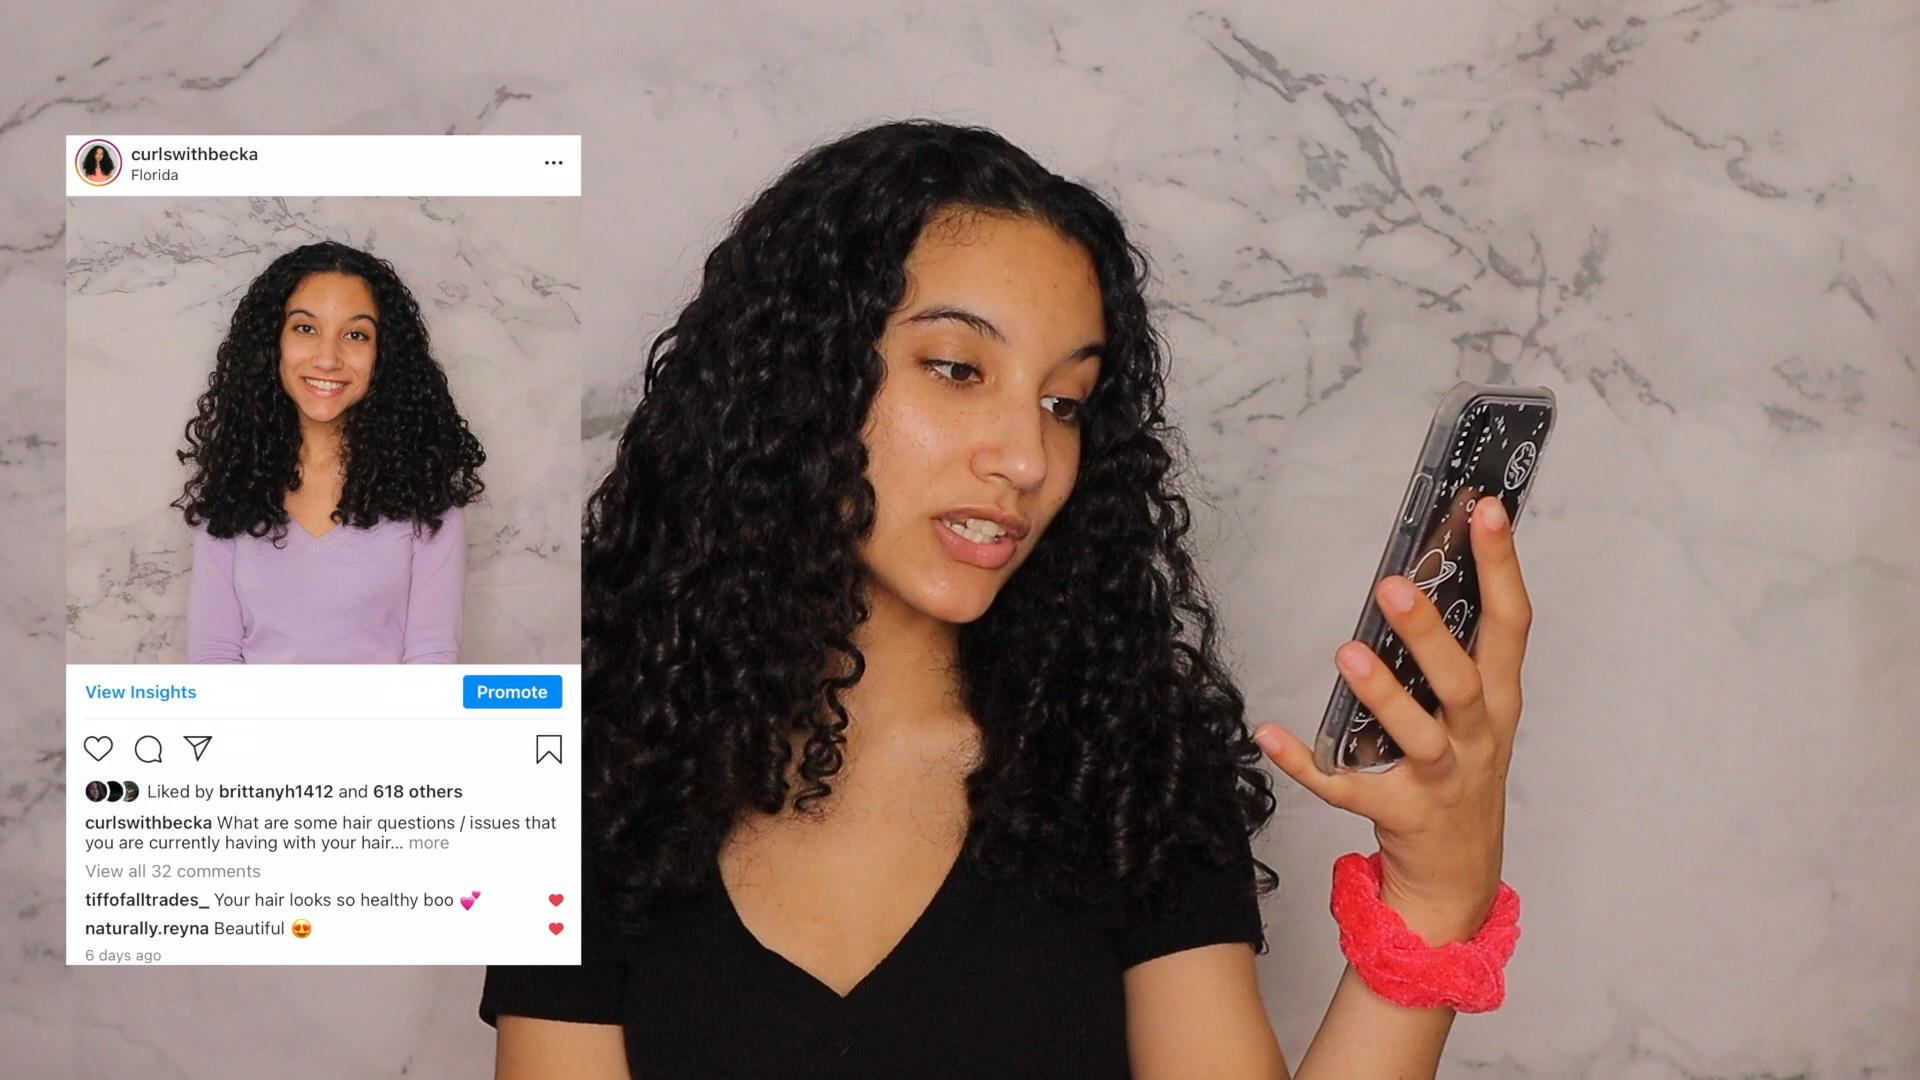 curlswithbecka
Florida
View Insights
Promote
Liked by brittanyh1412 and 618 others
curlswithbecka What are some hair questions / issues that
you are currently having with your hair... more
View all 32 comments
tiffofalltrades_ Your hair looks so healthy boo 💕
naturally.reyna Beautiful 😍
6 days ago